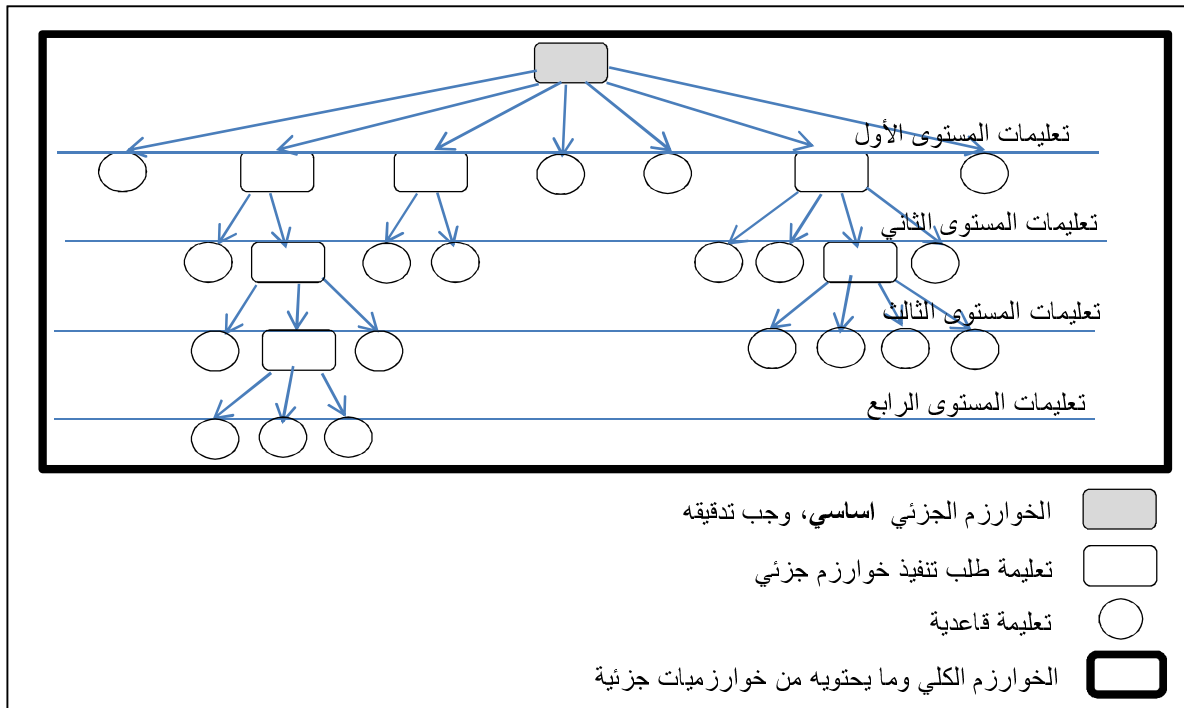 تعليمات المستوى الأول
تعليمات المستوى الثاني
تعليمات المستوى الثالث
تعليمات المستوى الرابع
الخوارزم الجزئي اساسي، وجب تدقيقه
تعليمة طلب تنفيذ خوارزم جزئي
تعليمة قاعدية
الخوارزم الكلي وما يحتويه من خوارزميات جزئية